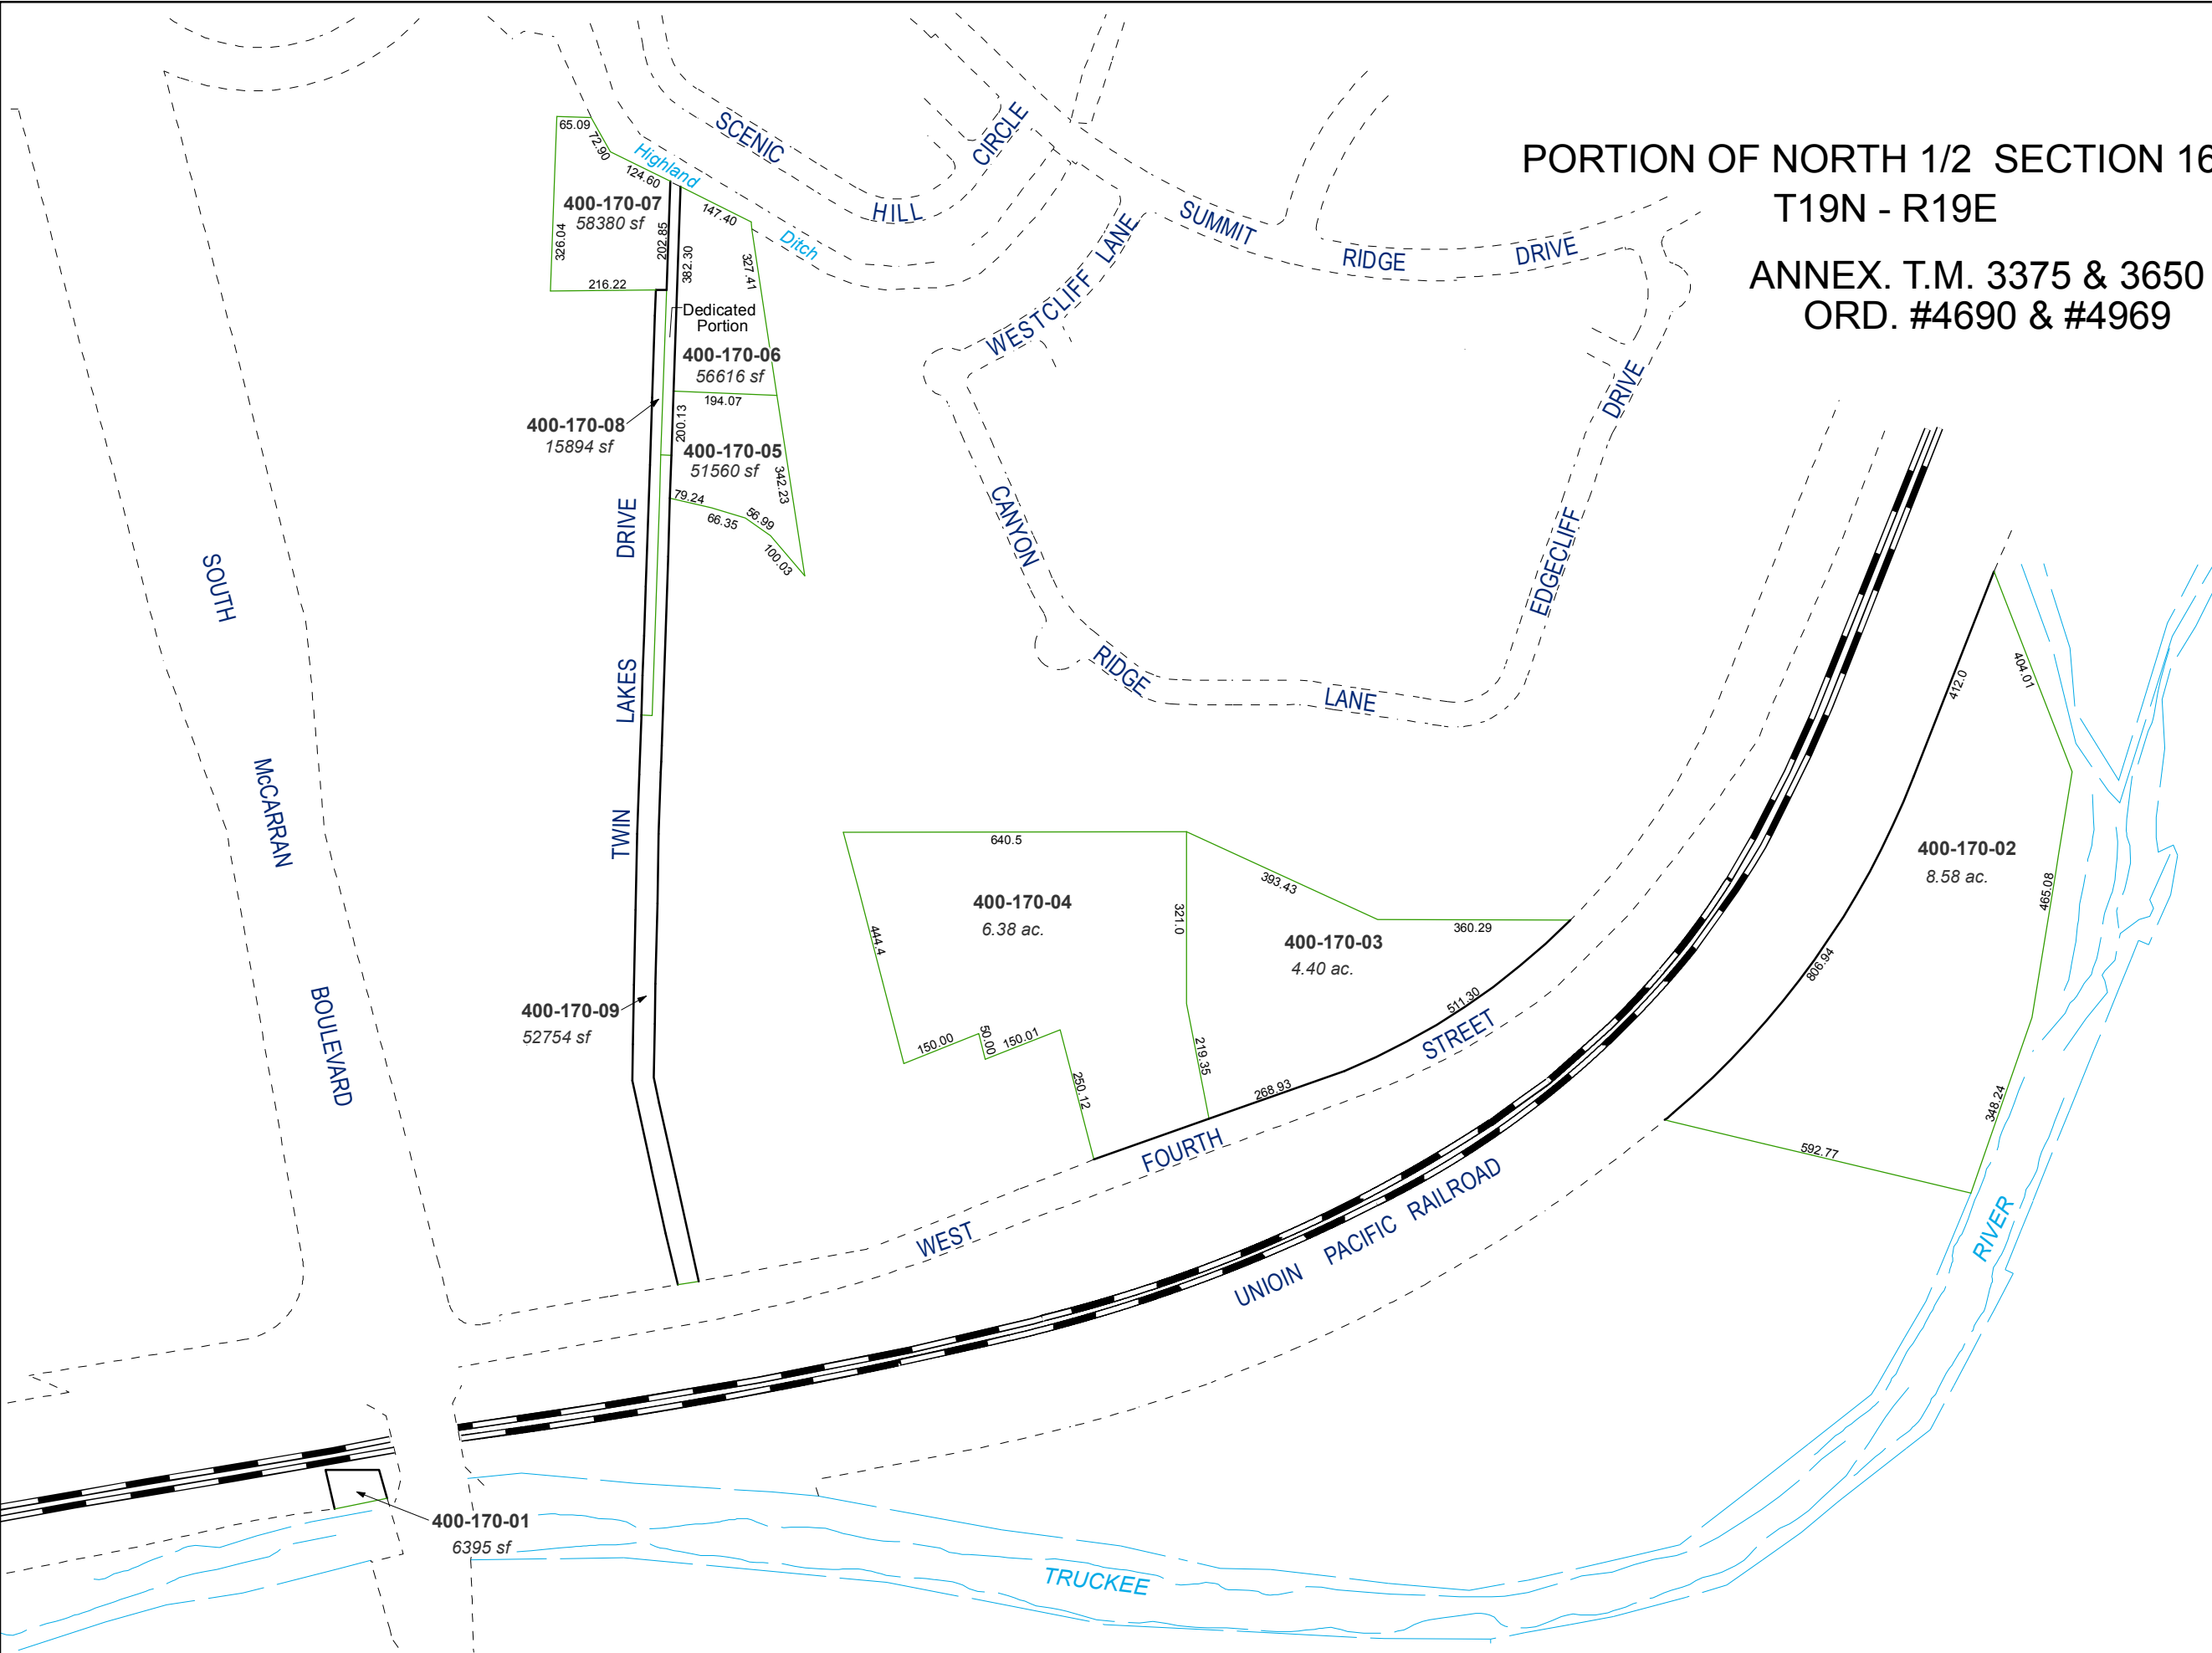 PORTION OF NORTH 1/2 SECTION 16
T19N - R19E
ANNEX. T.M. 3375 & 3650
ORD. #4690 & #4969
SCENIC
HILL
CIRCLE
Highland
Ditch
SUMMIT
RIDGE
DRIVE
WESTCLIFF LANE
CANYON
RIDGE
LANE
EDGECLIFF
DRIVE
65.09
72.90
124.60
400-170-07
58380 sf
326.04
202.85
216.22
147.40
382.30
327.41
Dedicated
Portion
400-170-06
56616 sf
194.07
400-170-08
15894 sf
200.13
400-170-05
51560 sf
342.23
79.24
66.35
56.99
100.03
SOUTH
McCARRAN
BOULEVARD
DRIVE
LAKES
TWIN
400-170-09
52754 sf
640.5
400-170-04
6.38 ac.
444.4
321.0
150.00
50.00
150.01
250.12
219.35
393.43
400-170-03
4.40 ac.
360.29
511.30
268.93
404.01
412.0
400-170-02
8.58 ac.
465.08
806.94
348.24
592.77
WEST
FOURTH
STREET
UNIOIN PACIFIC RAILROAD
400-170-01
6395 sf
TRUCKEE
RIVER